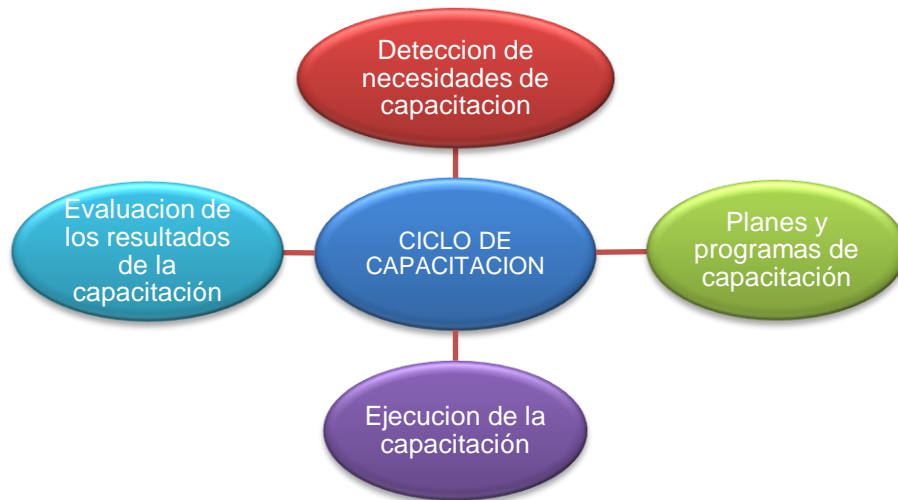 Deteccion de
necesidades de
capacitacion
Evaluacion de
los resultados
de la
capacitación
CICLO DE
CAPACITACION
Planes y
programas de
capacitación
Ejecucion de la
capacitación